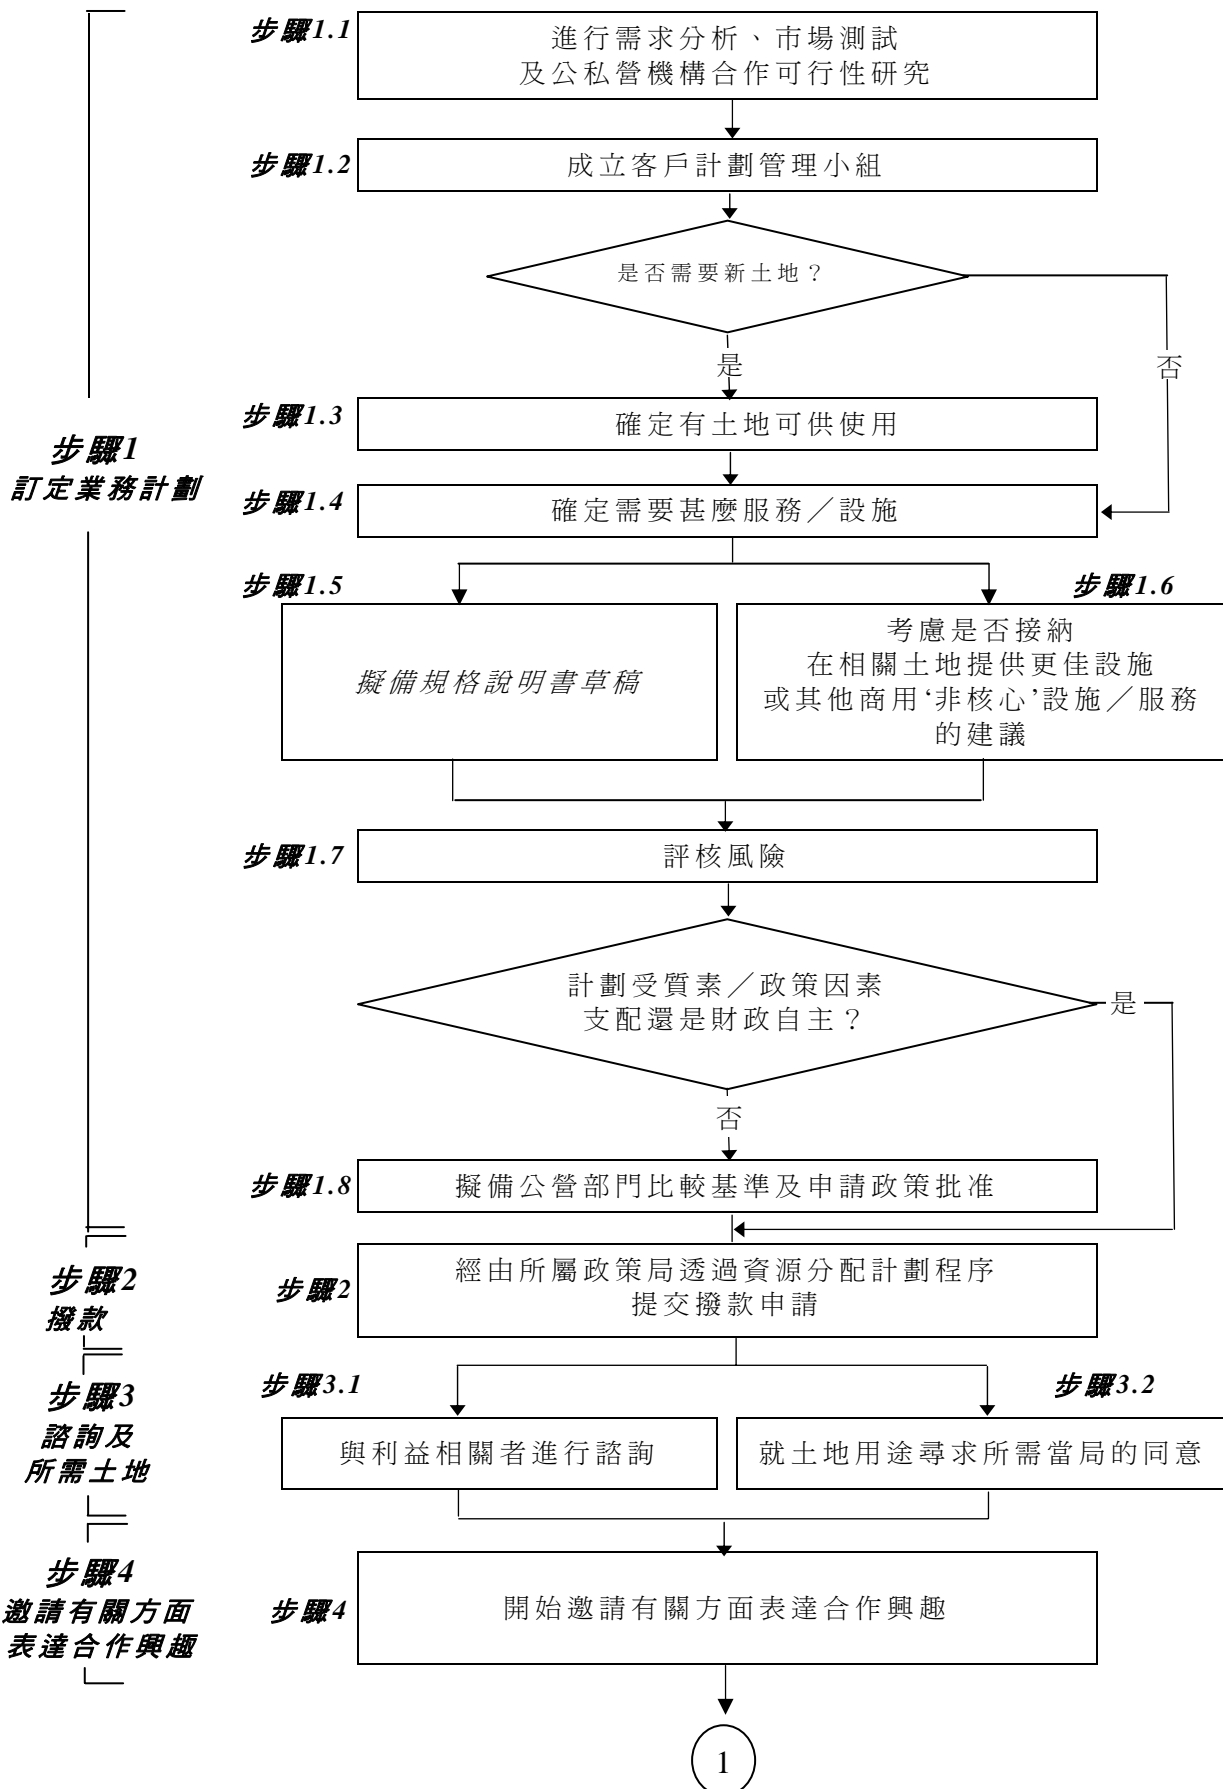 步驟1.1
進行需求分析、市場測試
及公私營機構合作可行性研究
步驟1.2
成立客戶計劃管理小組
是否需要新土地？
是
否
步驟1.3
確定有土地可供使用
步驟1
訂定業務計劃
步驟1.4
確定需要甚麼服務／設施
步驟1.5
擬備規格說明書草稿
步驟1.6
考慮是否接納
在相關土地提供更佳設施
或其他商用‘非核心’設施／服務
的建議
步驟1.7
評核風險
計劃受質素／政策因素
支配還是財政自主？
是
否
步驟1.8
擬備公營部門比較基準及申請政策批准
步驟2
撥款
步驟2
經由所屬政策局透過資源分配計劃程序
提交撥款申請
步驟3
諮詢及
所需土地
步驟3.1
與利益相關者進行諮詢
步驟3.2
就土地用途尋求所需當局的同意
步驟4
邀請有關方面
表達合作興趣
步驟4
開始邀請有關方面表達合作興趣
1